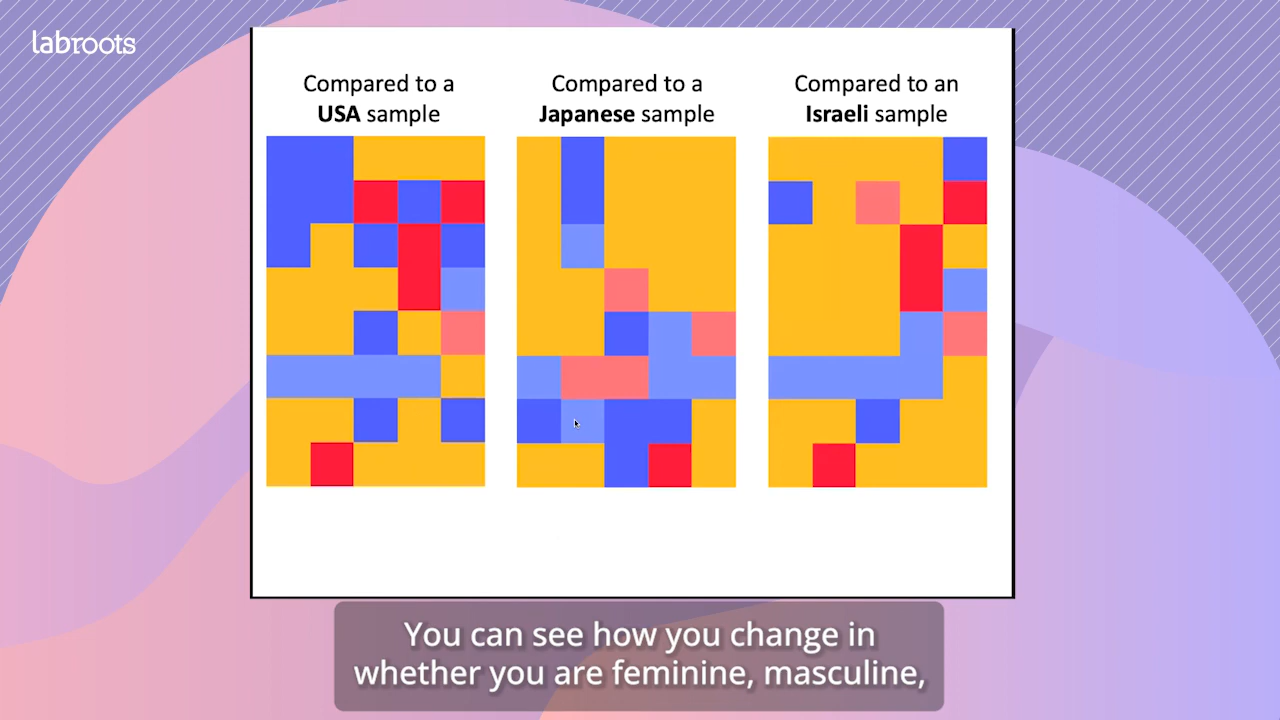 labroots
Compared to a
USA sample
Compared to a
Japanese sample
Compared to an
Israeli sample
You can see how you change in
whether you are feminine, masculine,